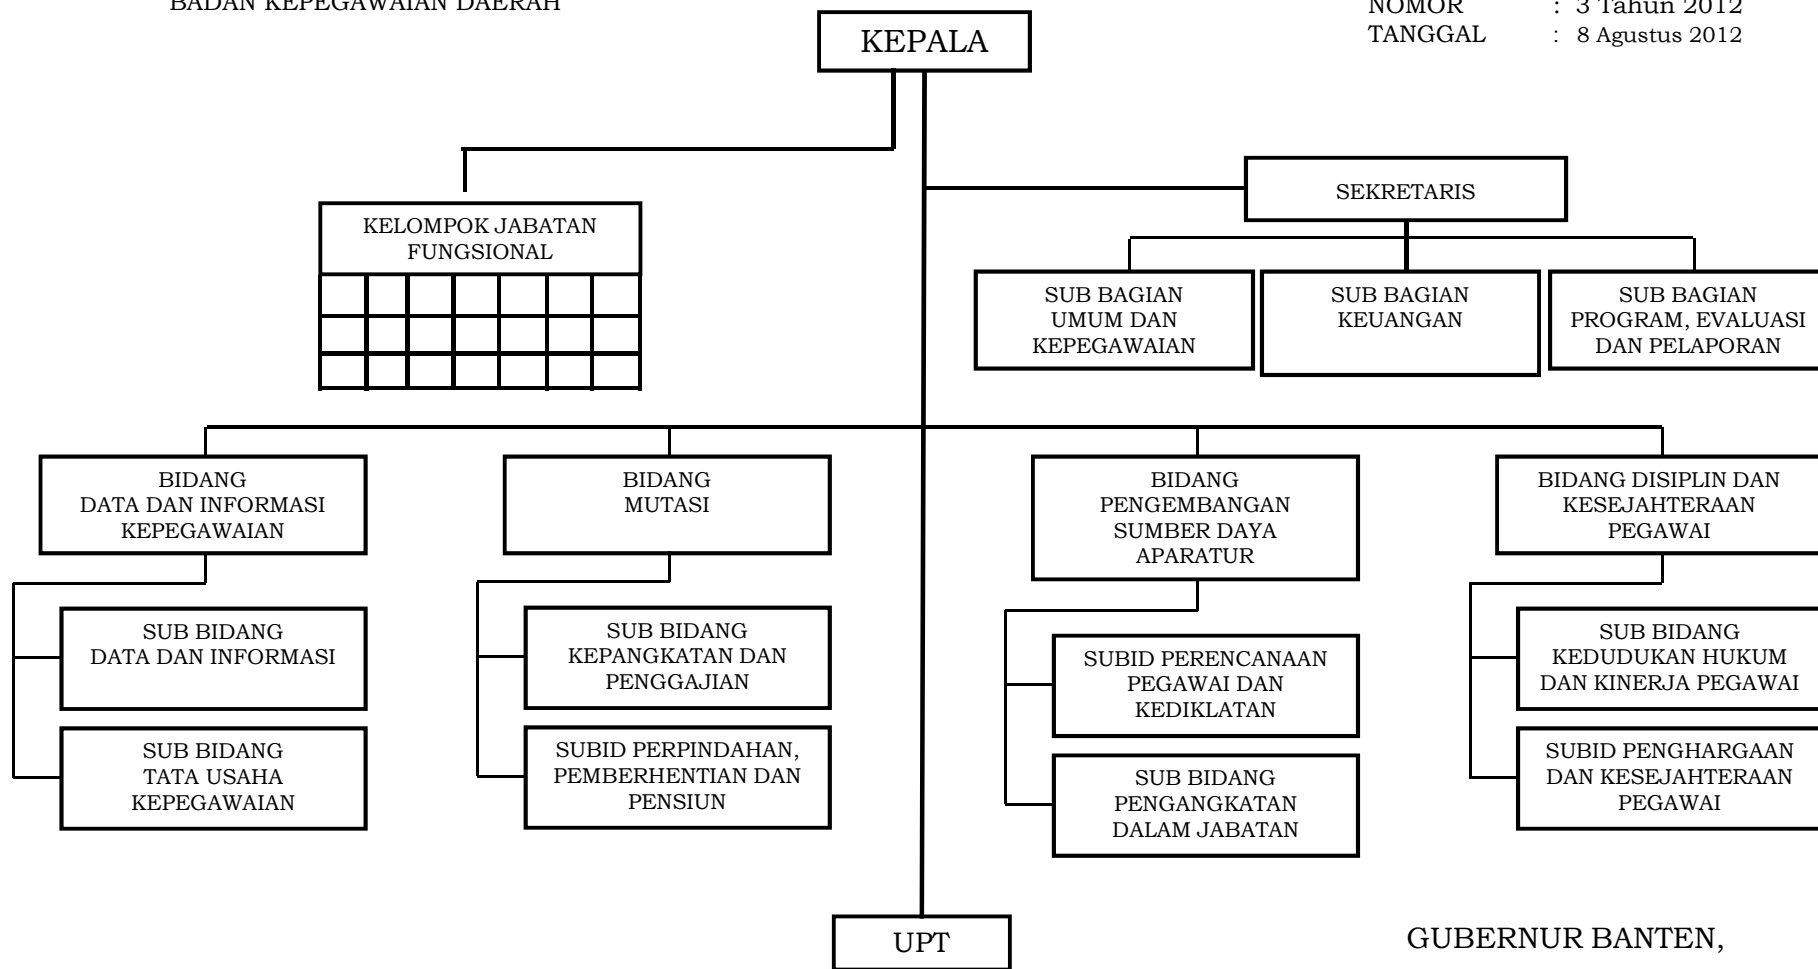 BADAN KEPEGAWAIAN DAERAH
NOMOR : 3 Tahun 2012
TANGGAL : 8 Agustus 2012
KEPALA
SEKRETARIS
KELOMPOK JABATAN
FUNGSIONAL
SUB BAGIAN
UMUM DAN
KEPEGAWAIAN
SUB BAGIAN
KEUANGAN
SUB BAGIAN
PROGRAM, EVALUASI
DAN PELAPORAN
BIDANG
DATA DAN INFORMASI
KEPEGAWAIAN
BIDANG
MUTASI
BIDANG
PENGEMBANGAN
SUMBER DAYA
APARATUR
BIDANG DISIPLIN DAN
KESEJAHTERAAN
PEGAWAI
SUB BIDANG
DATA DAN INFORMASI
SUB BIDANG
KEPANGKATAN DAN
PENGGAJIAN
SUBID PERENCANAAN
PEGAWAI DAN
KEDIKLATAN
SUB BIDANG
KEDUDUKAN HUKUM
DAN KINERJA PEGAWAI
SUB BIDANG
TATA USAHA
KEPEGAWAIAN
SUBID PERPINDAHAN,
PEMBERHENTIAN DAN
PENSIUN
SUB BIDANG
PENGANGKATAN
DALAM JABATAN
SUBID PENGHARGAAN
DAN KESEJAHTERAAN
PEGAWAI
UPT
GUBERNUR BANTEN,